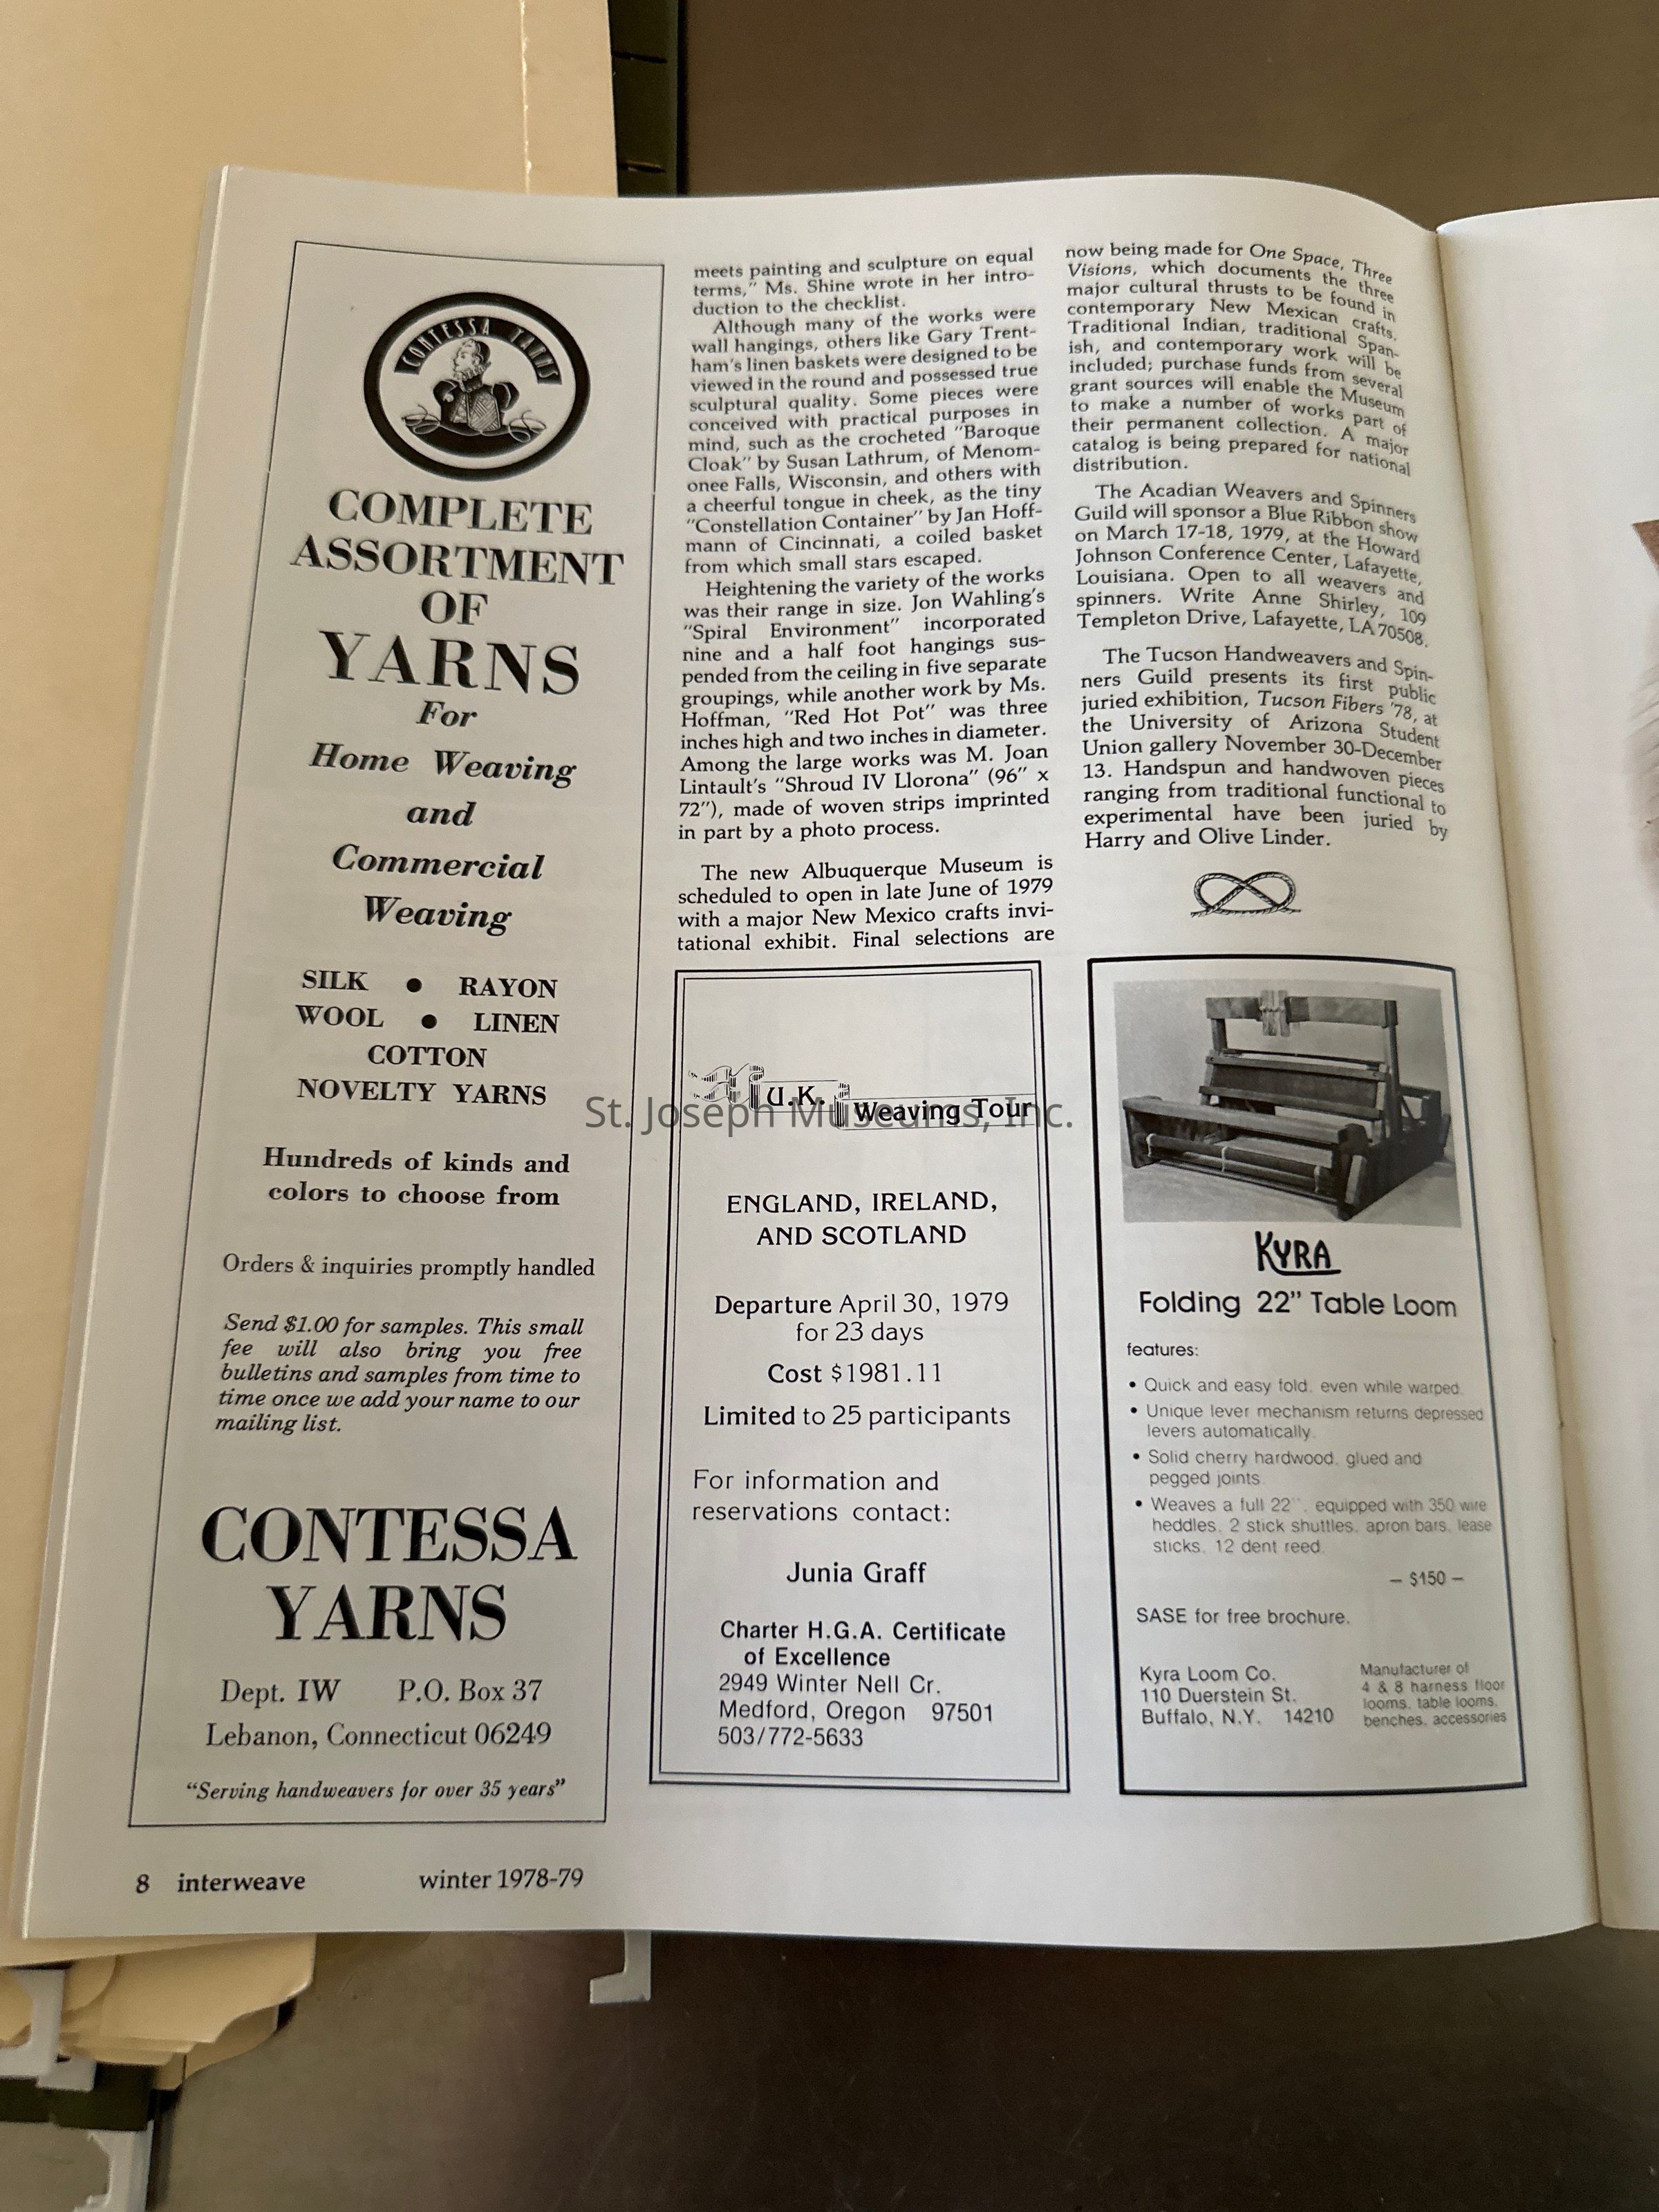 CONTESSA YARNS
COMPLETE
ASSORTMENT
OF
YARNS
For
Home Weaving
and
Commercial
Weaving
SILK • RAYON
WOOL • LINEN
COTTON
NOVELTY YARNS
Hundreds of kinds and
colors to choose from
Orders & inquiries promptly handled
Send $1.00 for samples. This small
fee will also bring you free
bulletins and samples from time to
time once we add your name to our
mailing list.
CONTESSA
YARNS
Dept. IW P.O. Box 37
Lebanon, Connecticut 06249
“Serving handweavers for over 35 years”
meets painting and sculpture on equal
terms,” Ms. Shine wrote in her intro-
duction to the checklist.
Although many of the works were
wall hangings, others like Gary Trent-
ham’s linen baskets were designed to be
viewed in the round and possessed true
sculptural quality. Some pieces were
conceived with practical purposes in
mind, such as the crocheted “Baroque
Cloak” by Susan Lathrum, of Menom-
onee Falls, Wisconsin, and others with
a cheerful tongue in cheek, as the tiny
“Constellation Container” by Jan Hoff-
mann of Cincinnati, a coiled basket
from which small stars escaped.
Heightening the variety of the works
was their range in size. Jon Wahling’s
“Spiral Environment” incorporated
nine and a half foot hangings sus-
pended from the ceiling in five separate
groupings, while another work by Ms.
Hoffman, “Red Hot Pot” was three
inches high and two inches in diameter.
Among the large works was M. Joan
Lintault’s “Shroud IV Llorona” (96” x
72”), made of woven strips imprinted
in part by a photo process.
The new Albuquerque Museum is
scheduled to open in late June of 1979
with a major New Mexico crafts invi-
tational exhibit. Final selections are
now being made for One Space, Three
Visions, which documents the three
major cultural thrusts to be found in
contemporary New Mexican crafts.
Traditional Indian, traditional Span-
ish, and contemporary work will be
included; purchase funds from several
grant sources will enable the Museum
to make a number of works part of
their permanent collection. A major
catalog is being prepared for national
distribution.
The Acadian Weavers and Spinners
Guild will sponsor a Blue Ribbon show
on March 17-18, 1979, at the Howard
Johnson Conference Center, Lafayette,
Louisiana. Open to all weavers and
spinners. Write Anne Shirley, 109
Templeton Drive, Lafayette, LA 70508.
The Tucson Handweavers and Spin-
ners Guild presents its first public
juried exhibition, Tucson Fibers ’78, at
the University of Arizona Student
Union gallery November 30-December
13. Handspun and handwoven pieces
ranging from traditional functional to
experimental have been juried by
Harry and Olive Linder.
U.K. Weaving Tour
ENGLAND, IRELAND,
AND SCOTLAND
Departure April 30, 1979
for 23 days
Cost $1981.11
Limited to 25 participants
For information and
reservations contact:
Junia Graff
Charter H.G.A. Certificate
of Excellence
2949 Winter Nell Cr.
Medford, Oregon 97501
503/772-5633
KYRA
Folding 22” Table Loom
features:
• Quick and easy fold, even while warped.
• Unique lever mechanism returns depressed
levers automatically.
• Solid cherry hardwood, glued and
pegged joints.
• Weaves a full 22”, equipped with 350 wire
heddles, 2 stick shuttles, apron bars, lease
sticks, 12 dent reed.
– $150 –
SASE for free brochure.
Kyra Loom Co.
110 Duerstein St.
Buffalo, N.Y. 14210
Manufacturer of
4 & 8 harness floor
looms, table looms,
benches, accessories
8 interweave winter 1978-79
St. Joseph Museums, Inc.